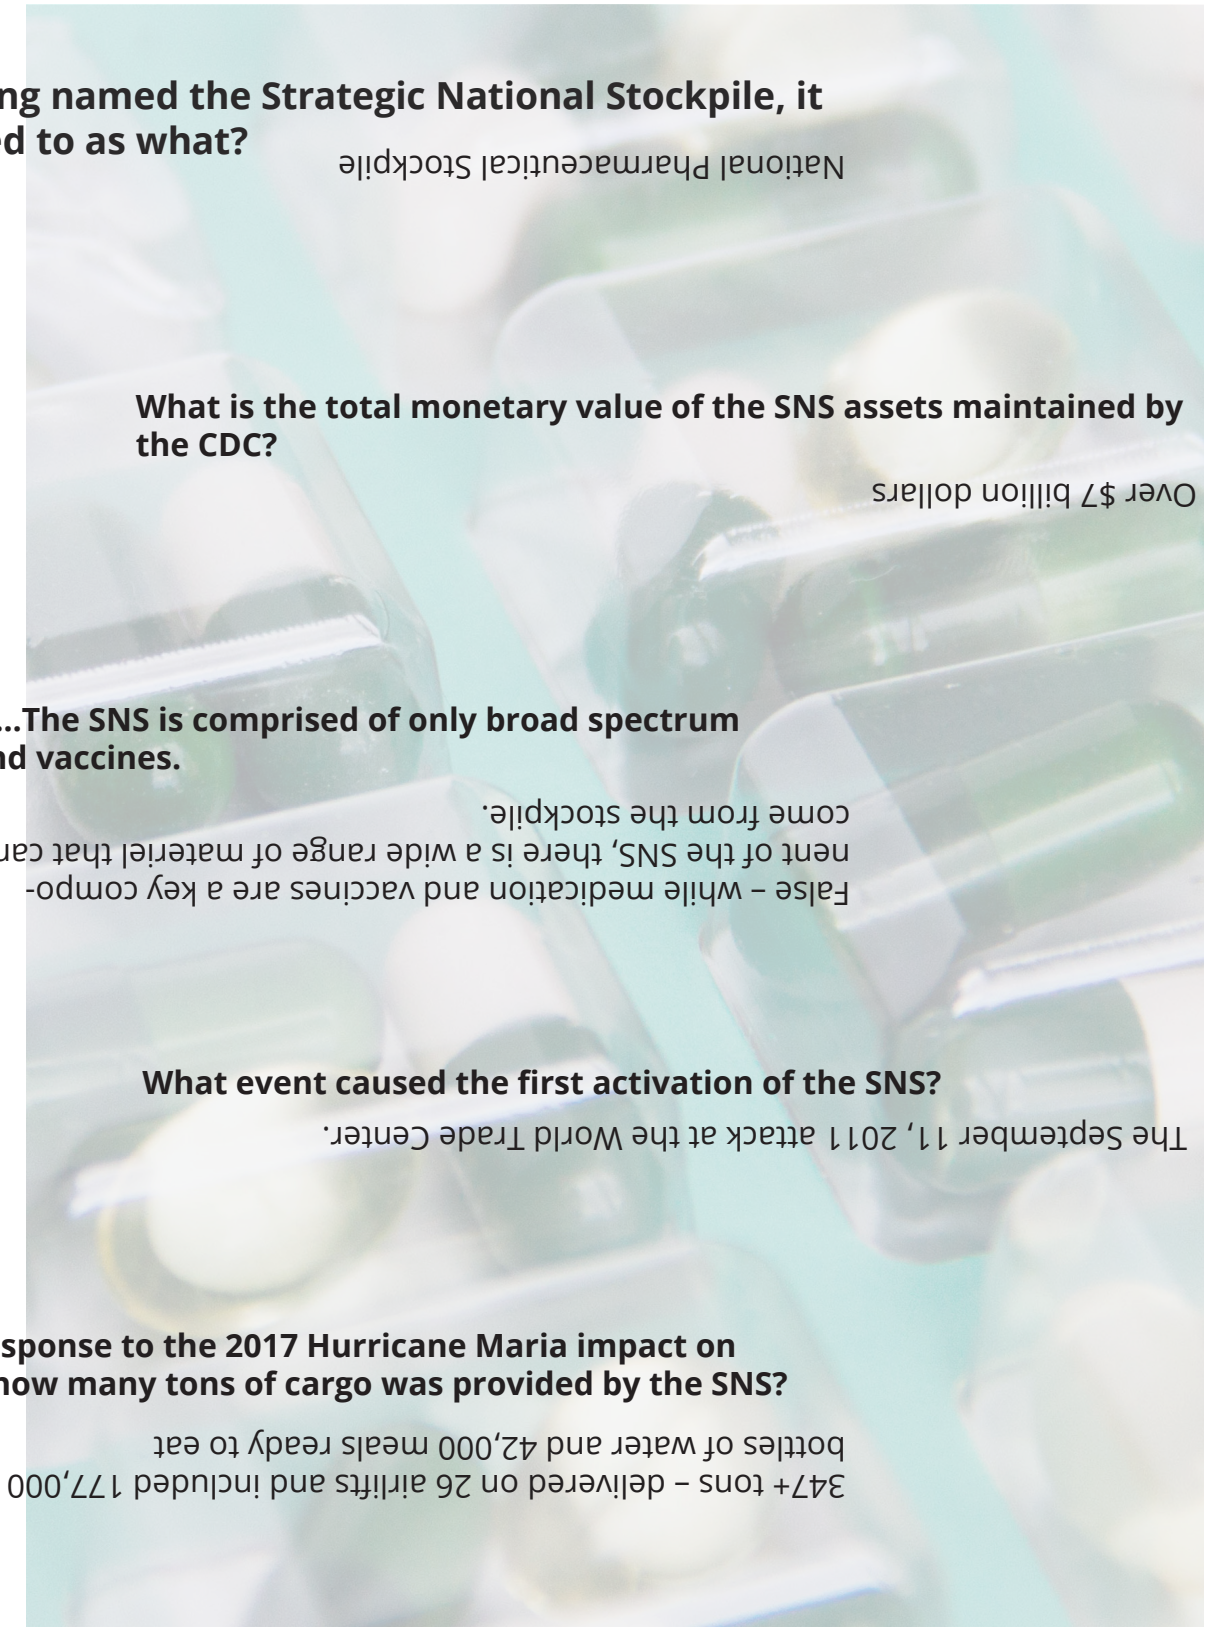 ng named the Strategic National Stockpile, it
ed to as what?
National Pharmaceutical Stockpile
What is the total monetary value of the SNS assets maintained by
the CDC?
Over $7 billion dollars
...The SNS is comprised of only broad spectrum
nd vaccines.
False – while medication and vaccines are a key compo-
nent of the SNS, there is a wide range of materiel that can
come from the stockpile.
What event caused the first activation of the SNS?
The September 11, 2011 attack at the World Trade Center.
sponse to the 2017 Hurricane Maria impact on
how many tons of cargo was provided by the SNS?
347+ tons – delivered on 26 airlifts and included 177,000
bottles of water and 42,000 meals ready to eat